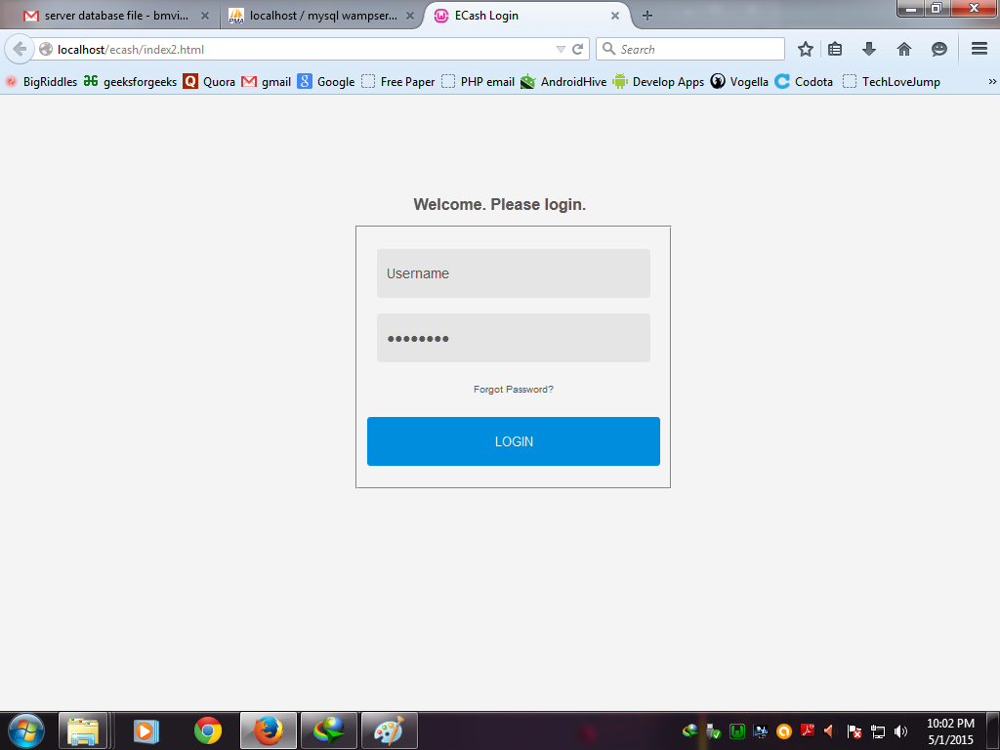 server database file - bmvi...
localhost / mysql wampser...
ECash Login
localhost/ecash/index2.html
Search
BigRiddles
geeksforgeeks
Quora
gmail
Google
Free Paper
PHP email
AndroidHive
Develop Apps
Vogella
Codota
TechLoveJump
Welcome. Please login.
Username
Forgot Password?
LOGIN
10:02 PM
5/1/2015